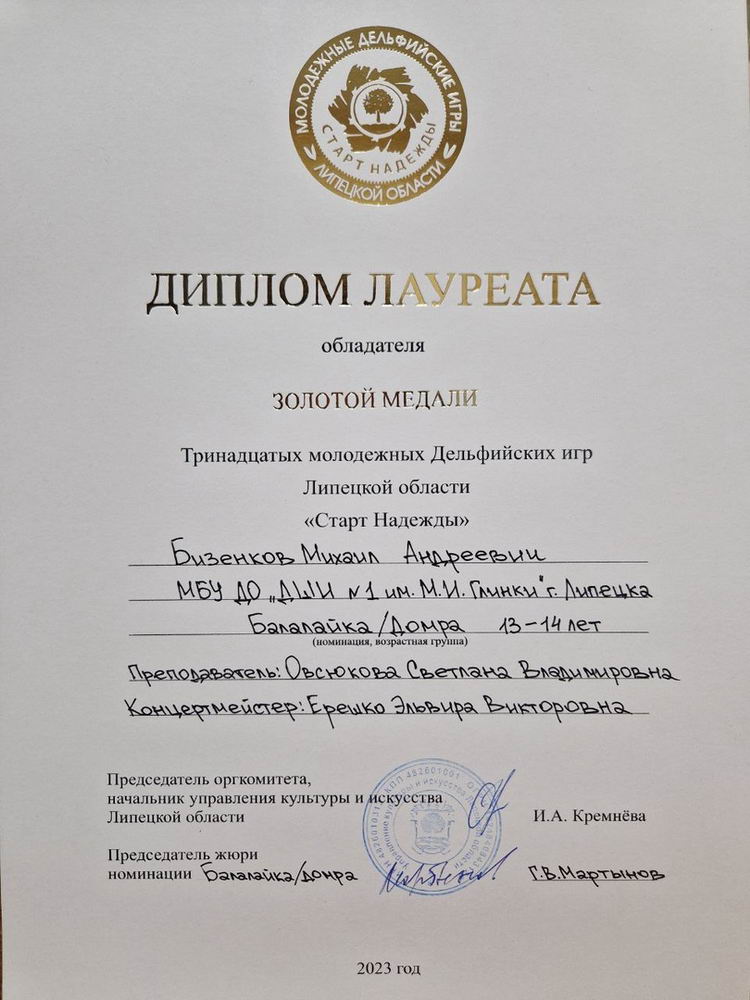 МОЛОДЕЖНЫЕ ДЕЛЬФИЙСКИЕ ИГРЫ
СТАРТ НАДЕЖДЫ
ЛИПЕЦКОЙ ОБЛАСТИ
ДИПЛОМ ЛАУРЕАТА
обладателя
ЗОЛОТОЙ МЕДАЛИ
Тринадцатых молодежных Дельфийских игр
Липецкой области
«Старт Надежды»
Бизенков Михаил Андреевич
МБУ ДО „ДШИ №1 им. М.И. Глинки" г. Липецка
Балалайка/Домра 13-14 лет
(номинация, возрастная группа)
Преподаватель: Овсюкова Светлана Владимировна
Концертмейстер: Ерешко Эльвира Викторовна
Председатель оргкомитета,
начальник управления культуры и искусства
Липецкой области И.А. Кремнёва
КПП 482601001
Председатель жюри
номинации Балалайка/домра Г.В.Мартынов
2023 год